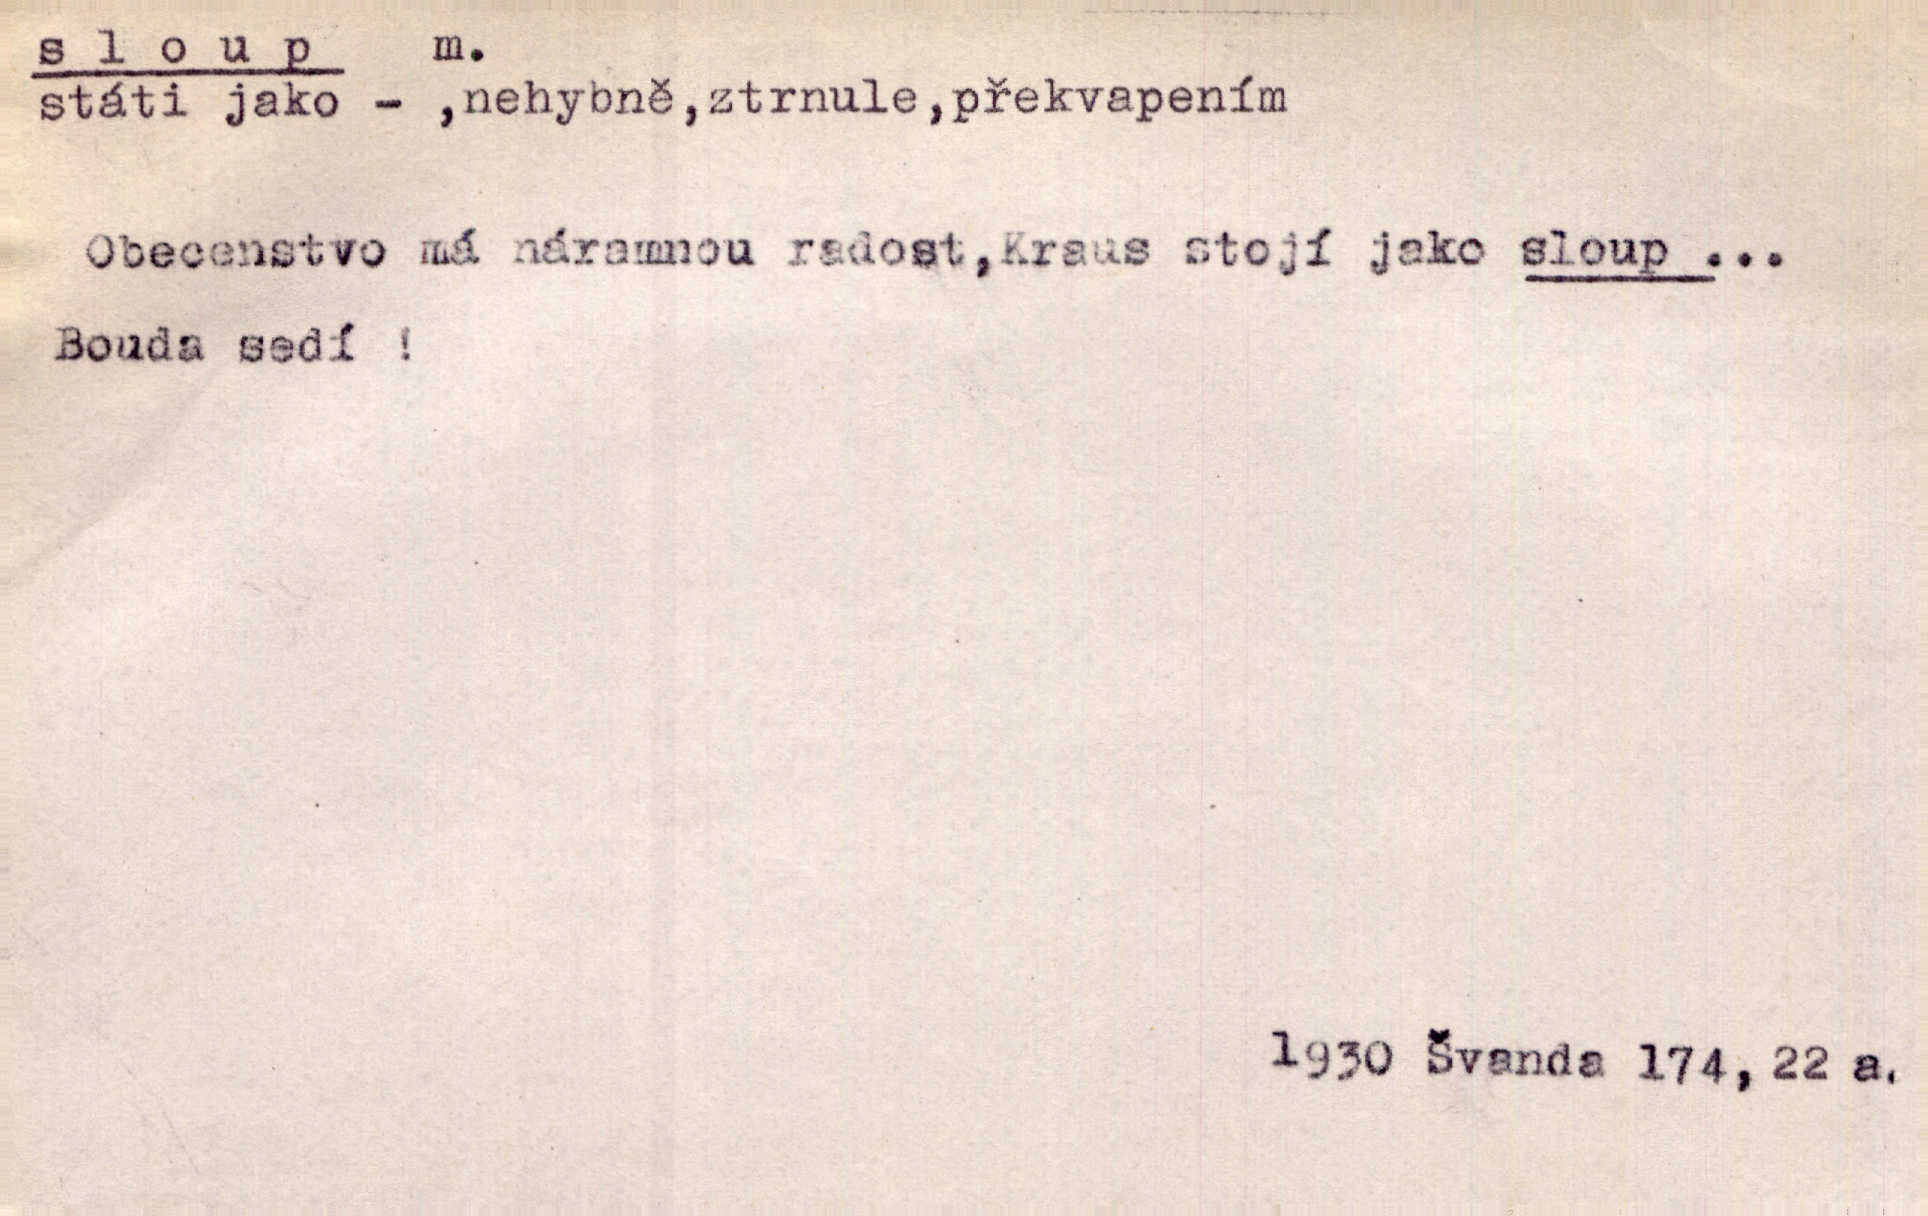 s l o u p m.
státi jako - ,nehybně,ztrnule,překvapením
Obecenstvo má náramnou radost,Kraus stojí jako sloup ...
Bouda sedí !
1930 Švanda 174, 22 a.